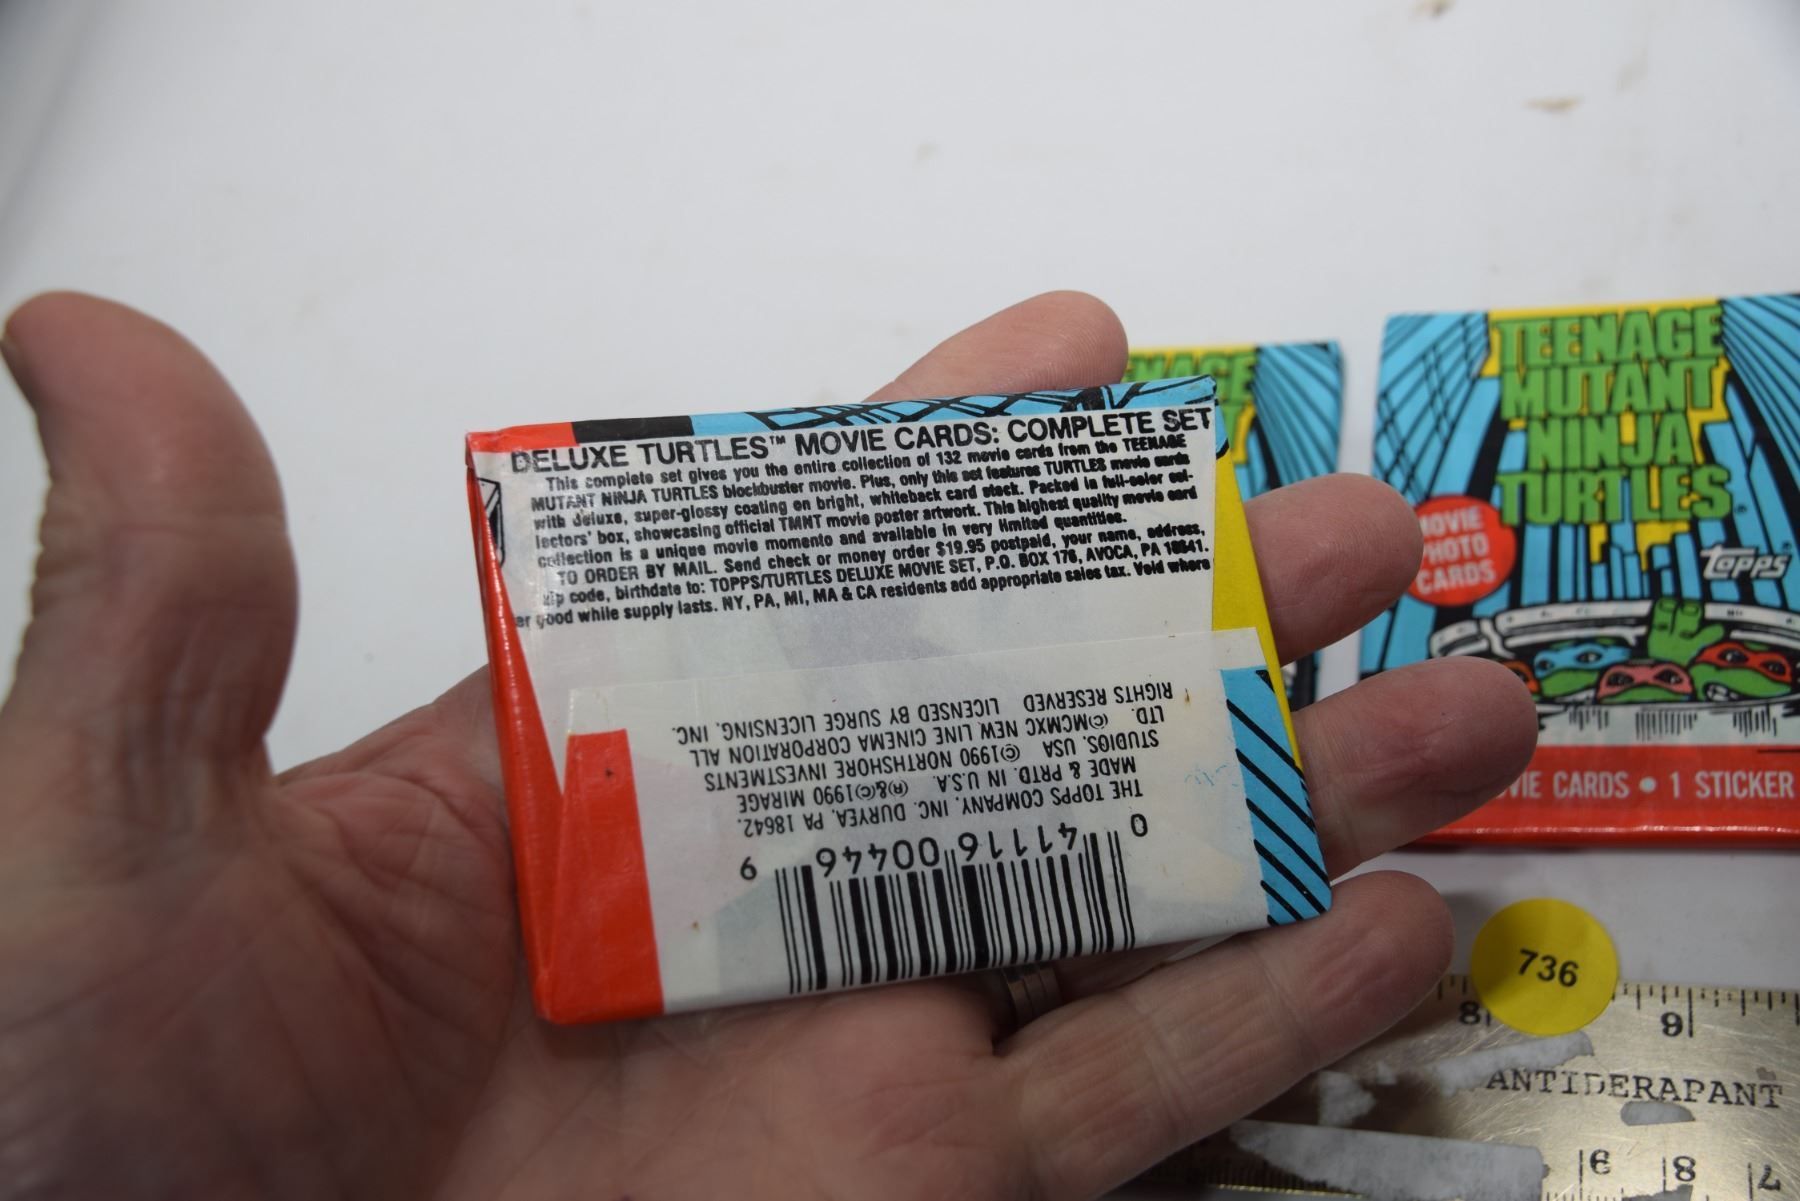 DELUXE TURTLES™ MOVIE CARDS: COMPLETE SET
This complete set gives you the entire collection of 132 movie cards from the TEENAGE
MUTANT NINJA TURTLES blockbuster movie. Plus, only this set features TURTLES movie cards
with deluxe, super-glossy coating on bright, whiteback card stock. Packed in full-color col-
lectors' box, showcasing official TMNT movie poster artwork. This highest quality movie card
collection is a unique movie momento and available in very limited quantities.
TO ORDER BY MAIL. Send check or money order $19.95 postpaid, your name, address,
zip code, birthdate to: TOPPS/TURTLES DELUXE MOVIE SET, P.O. BOX 176, AVOCA, PA 18641.
er good while supply lasts. NY, PA, MI, MA & CA residents add appropriate sales tax. Void where
THE TOPPS COMPANY, INC. DURYEA, PA 18642.
MADE & PRTD. IN U.S.A. ®&©1990 MIRAGE
STUDIOS, USA ©1990 NORTHSHORE INVESTMENTS
LTD. ©MCMXC NEW LINE CINEMA CORPORATION ALL
RIGHTS RESERVED LICENSED BY SURGE LICENSING, INC.
0 41116 00446 9
TEENAGE
MUTANT
NINJA
TURTLES
MOVIE
PHOTO
CARDS
TOPPS
VIE CARDS • 1 STICKER
736
8 9
ANTIDERAPANT
9 8 7